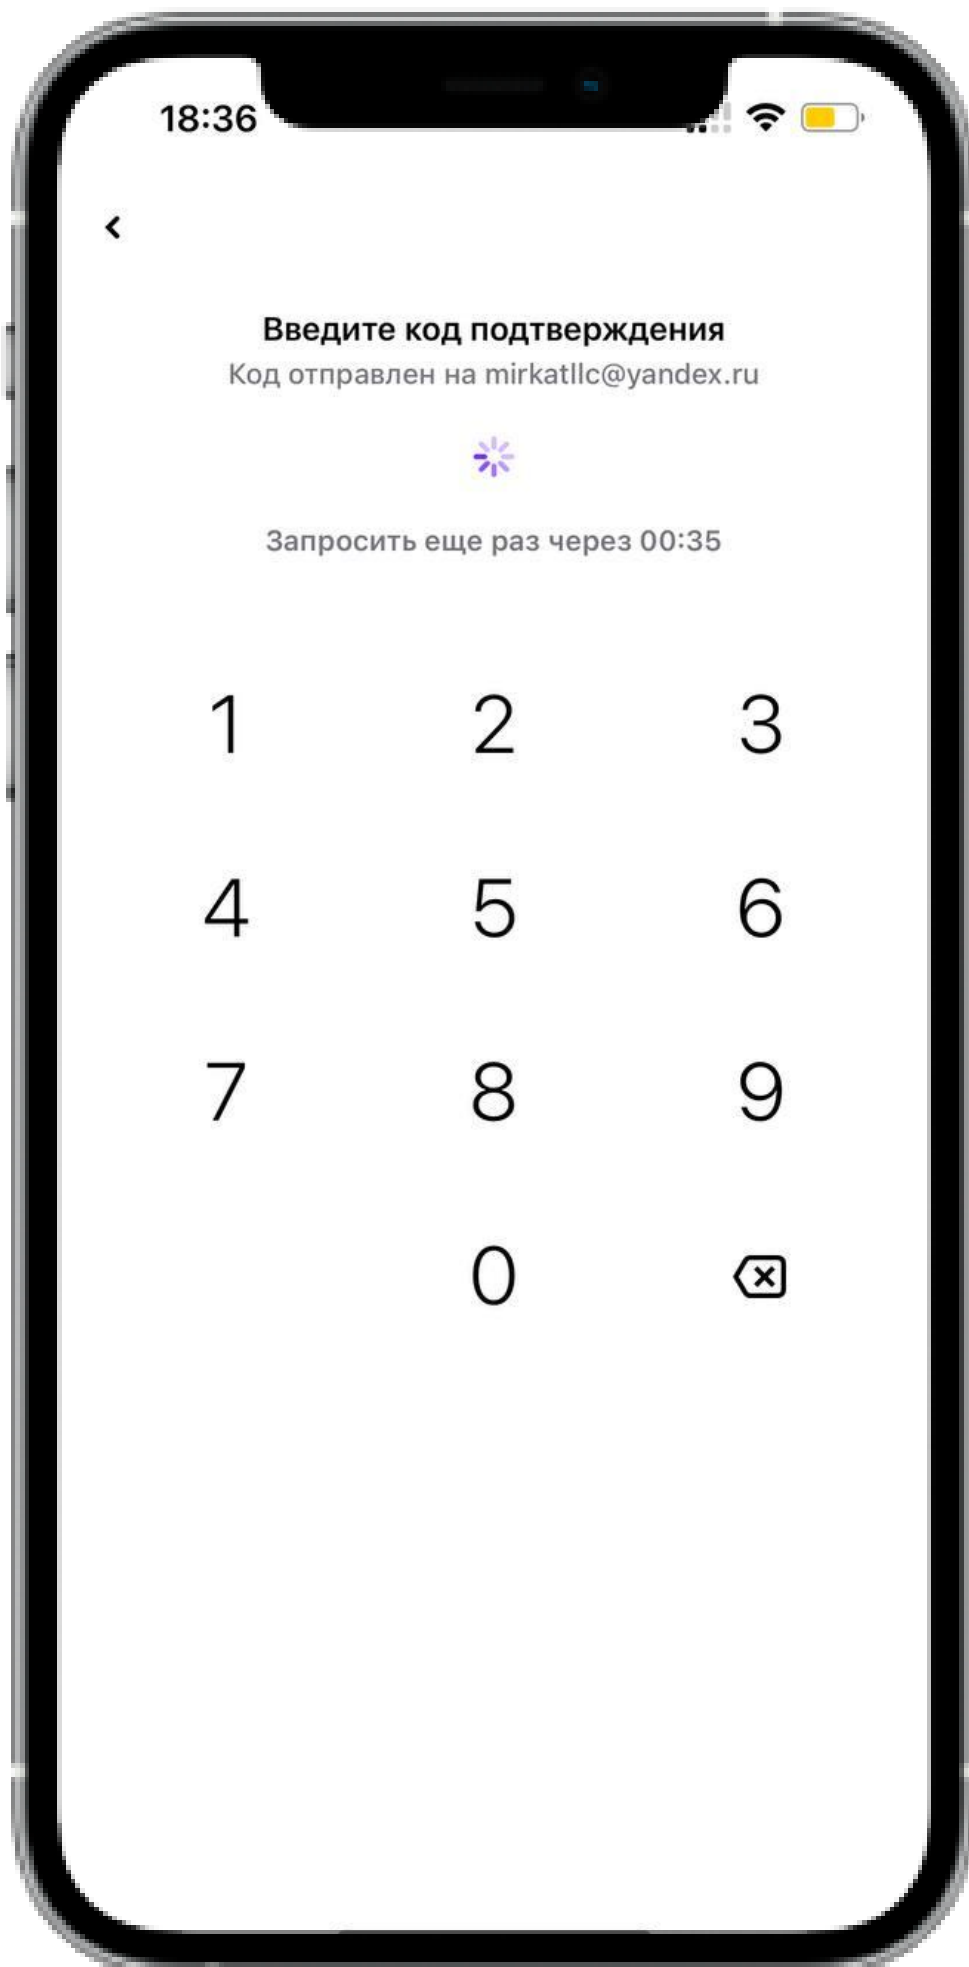 18:36
Введите код подтверждения
Код отправлен на mirkatllc@yandex.ru
Запросить еще раз через 00:35
1 2 3
4 5 6
7 8 9
0